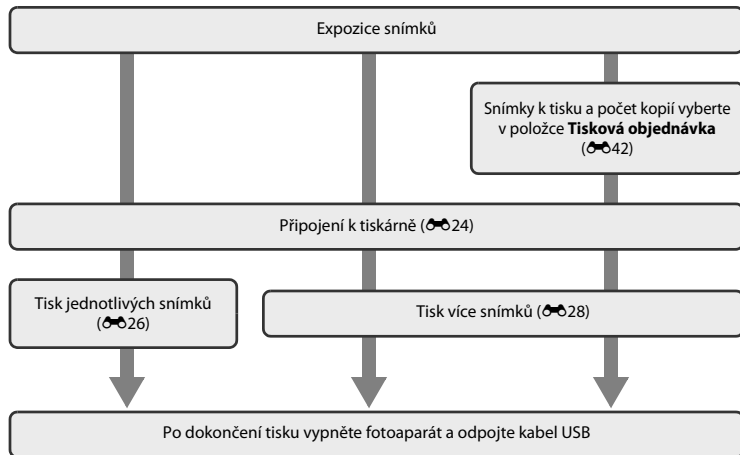 Expozice snímků
Snímky k tisku a počet kopií vyberte
v položce Tisková objednávka
(42)
Připojení k tiskárně (24)
Tisk jednotlivých snímků
(26)
Tisk více snímků (28)
Po dokončení tisku vypněte fotoaparát a odpojte kabel USB